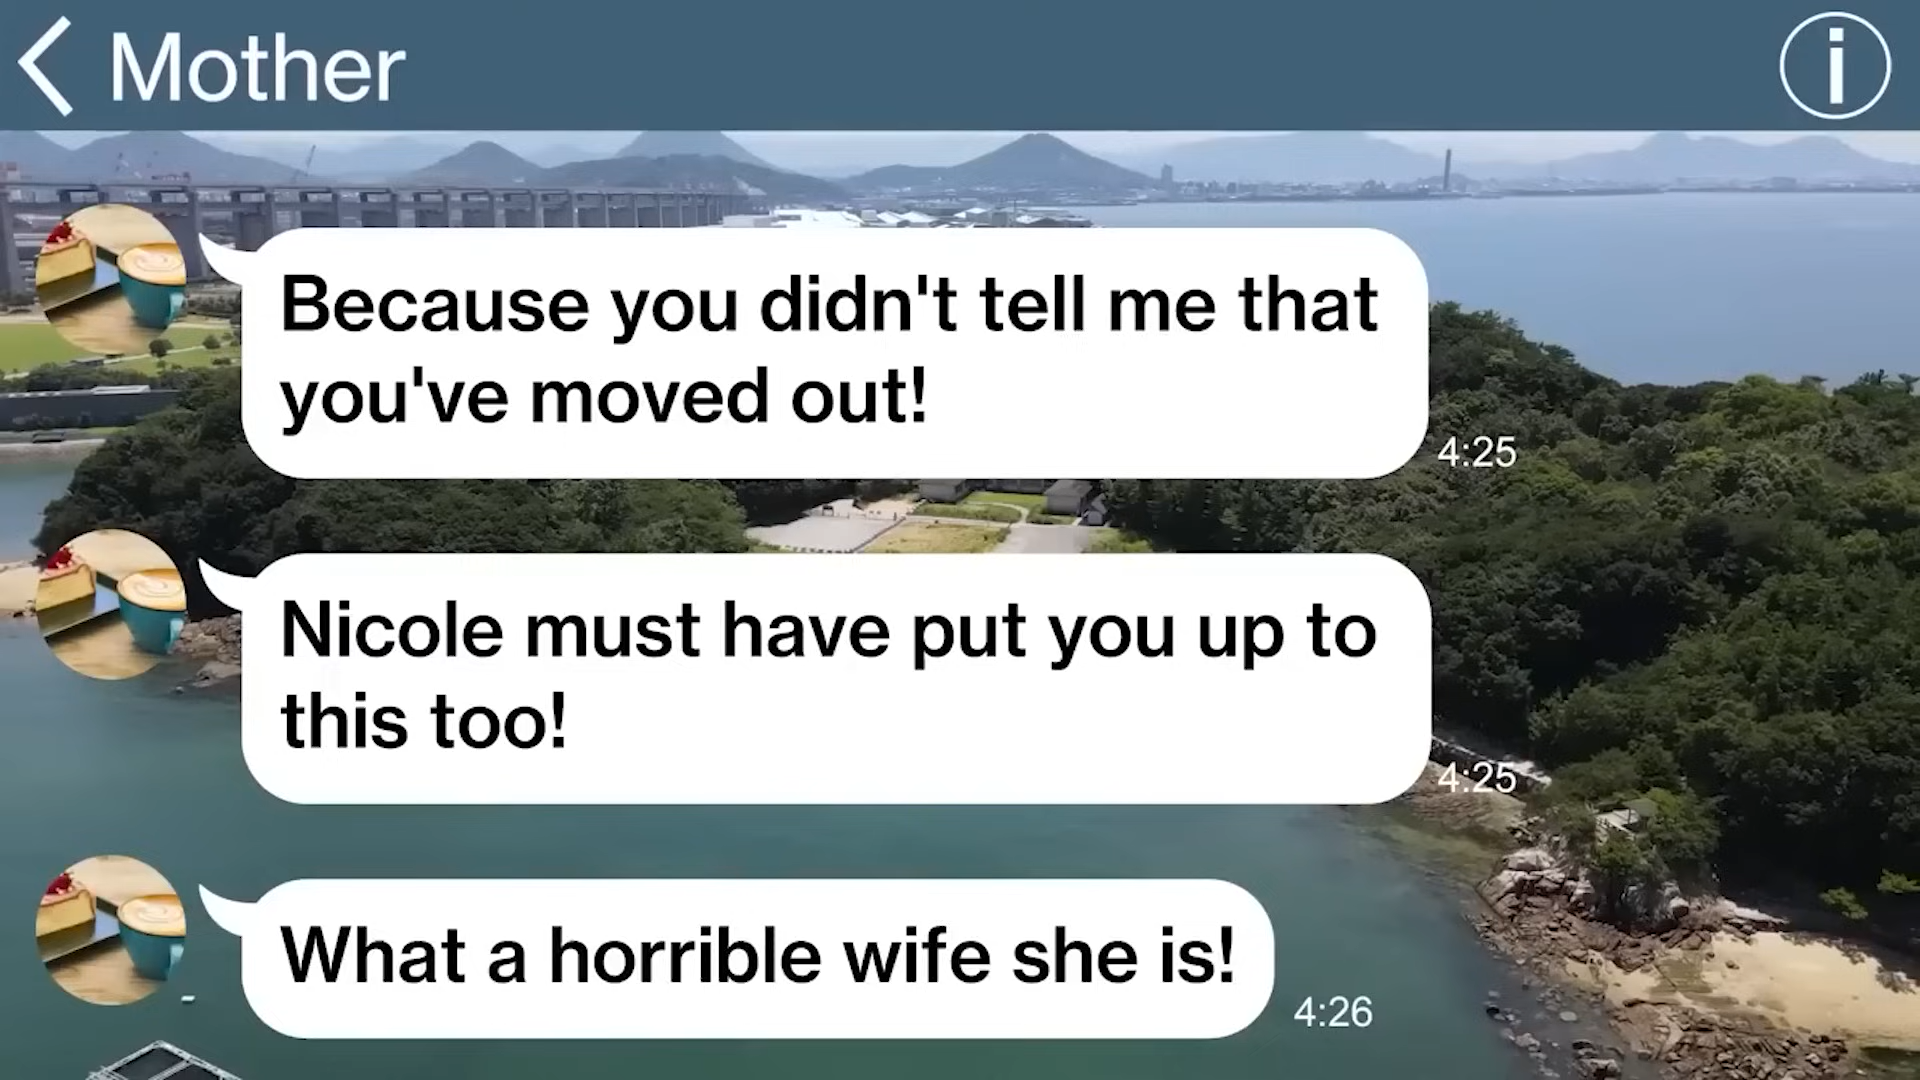 Mother
Because you didn't tell me that
you've moved out!
4:25
Nicole must have put you up to
this too!
4:25
What a horrible wife she is!
4:26